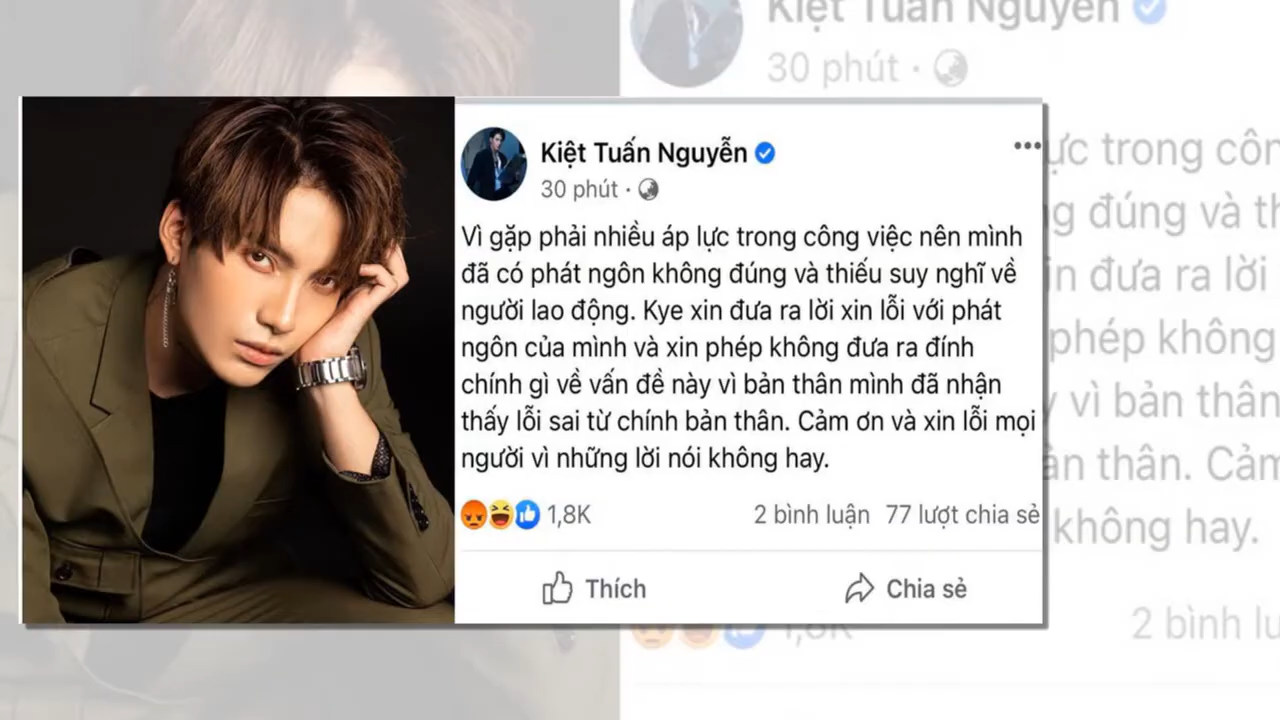 Kiệt Tuấn Nguyễn
30 phút ·
Kiệt Tuấn Nguyễn
30 phút ·
Vì gặp phải nhiều áp lực trong công việc nên mình
đã có phát ngôn không đúng và thiếu suy nghĩ về
người lao động. Kye xin đưa ra lời xin lỗi với phát
ngôn của mình và xin phép không đưa ra đính
chính gì về vấn đề này vì bản thân mình đã nhận
thấy lỗi sai từ chính bản thân. Cảm ơn và xin lỗi mọi
người vì những lời nói không hay.
1,8K 2 bình luận 77 lượt chia sẻ
Thích Chia sẻ
ực trong côn
g đúng và th
in đưa ra lời
phép không
vì bản thân
ân thân. Cảm
không hay.
1,8K 2 bình lu